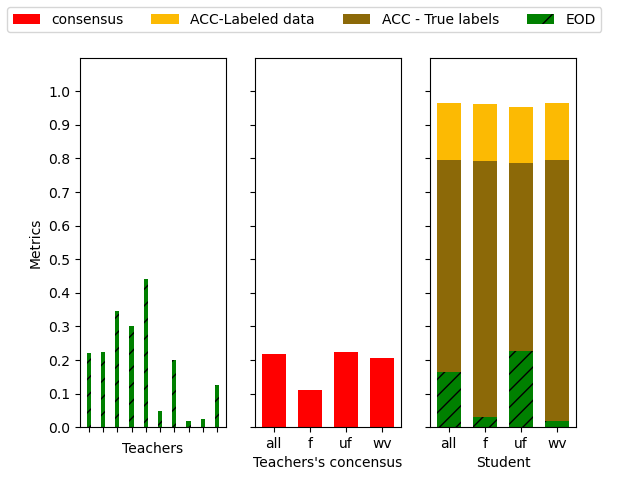 consensus ACC-Labeled data ACC - True labels EOD
Metrics
1.0
0.9
0.8
0.7
0.6
0.5
0.4
0.3
0.2
0.1
0.0
Teachers
all f uf wv
Teachers's concensus
all f uf wv
Student